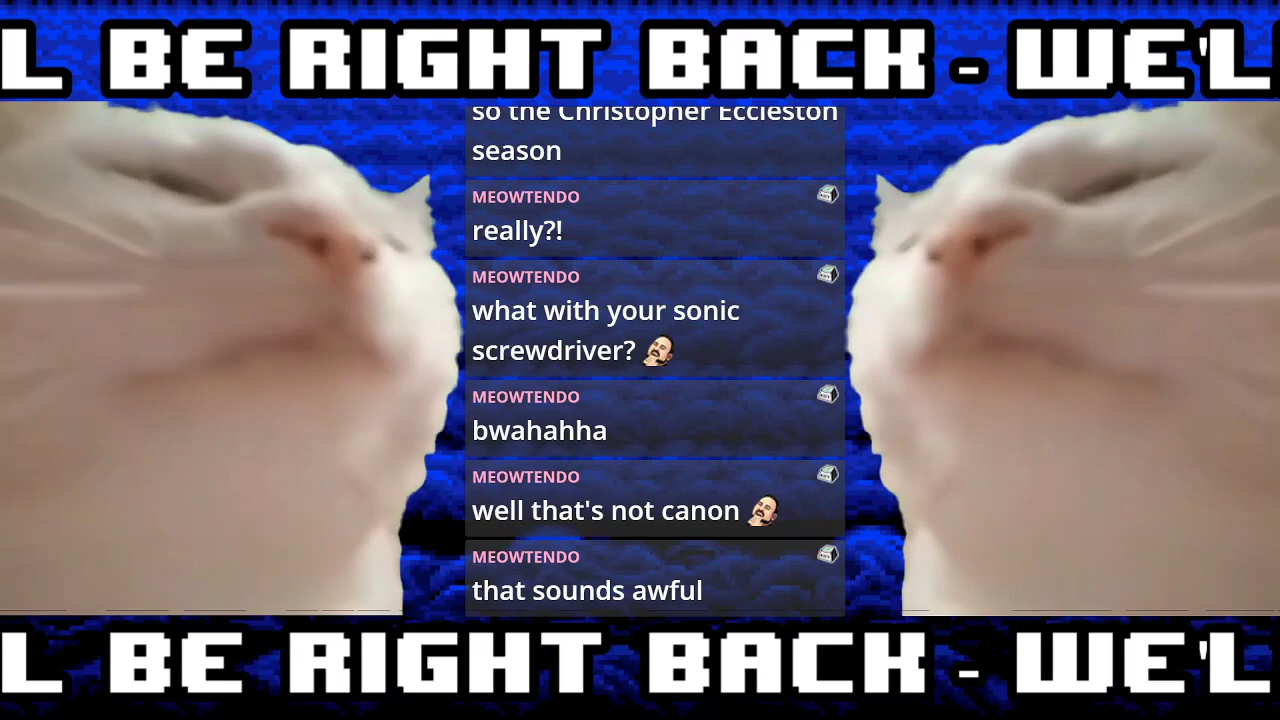 L BE RIGHT BACK - WE'L
so the Christopher Eccleston
season
MEOWTENDO
really?!
MEOWTENDO
what with your sonic
screwdriver?
MEOWTENDO
bwahahha
MEOWTENDO
well that's not canon
MEOWTENDO
that sounds awful
L BE RIGHT BACK - WE'L